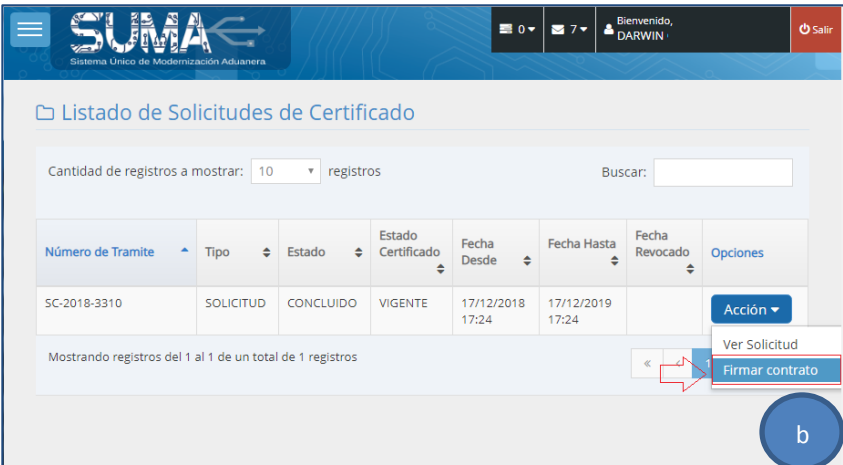 SUMA
Sistema Único de Modernización Aduanera
0
7
Bienvenido,
DARWIN
Salir
Listado de Solicitudes de Certificado
Cantidad de registros a mostrar: 10 registros
Buscar:
Número de Tramite Tipo Estado Estado Certificado Fecha Desde Fecha Hasta Fecha Revocado Opciones
SC-2018-3310 SOLICITUD CONCLUIDO VIGENTE 17/12/2018 17:24 17/12/2019 17:24 Acción
Ver Solicitud
Mostrando registros del 1 al 1 de un total de 1 registros
« ‹ 1
Firmar contrato
b